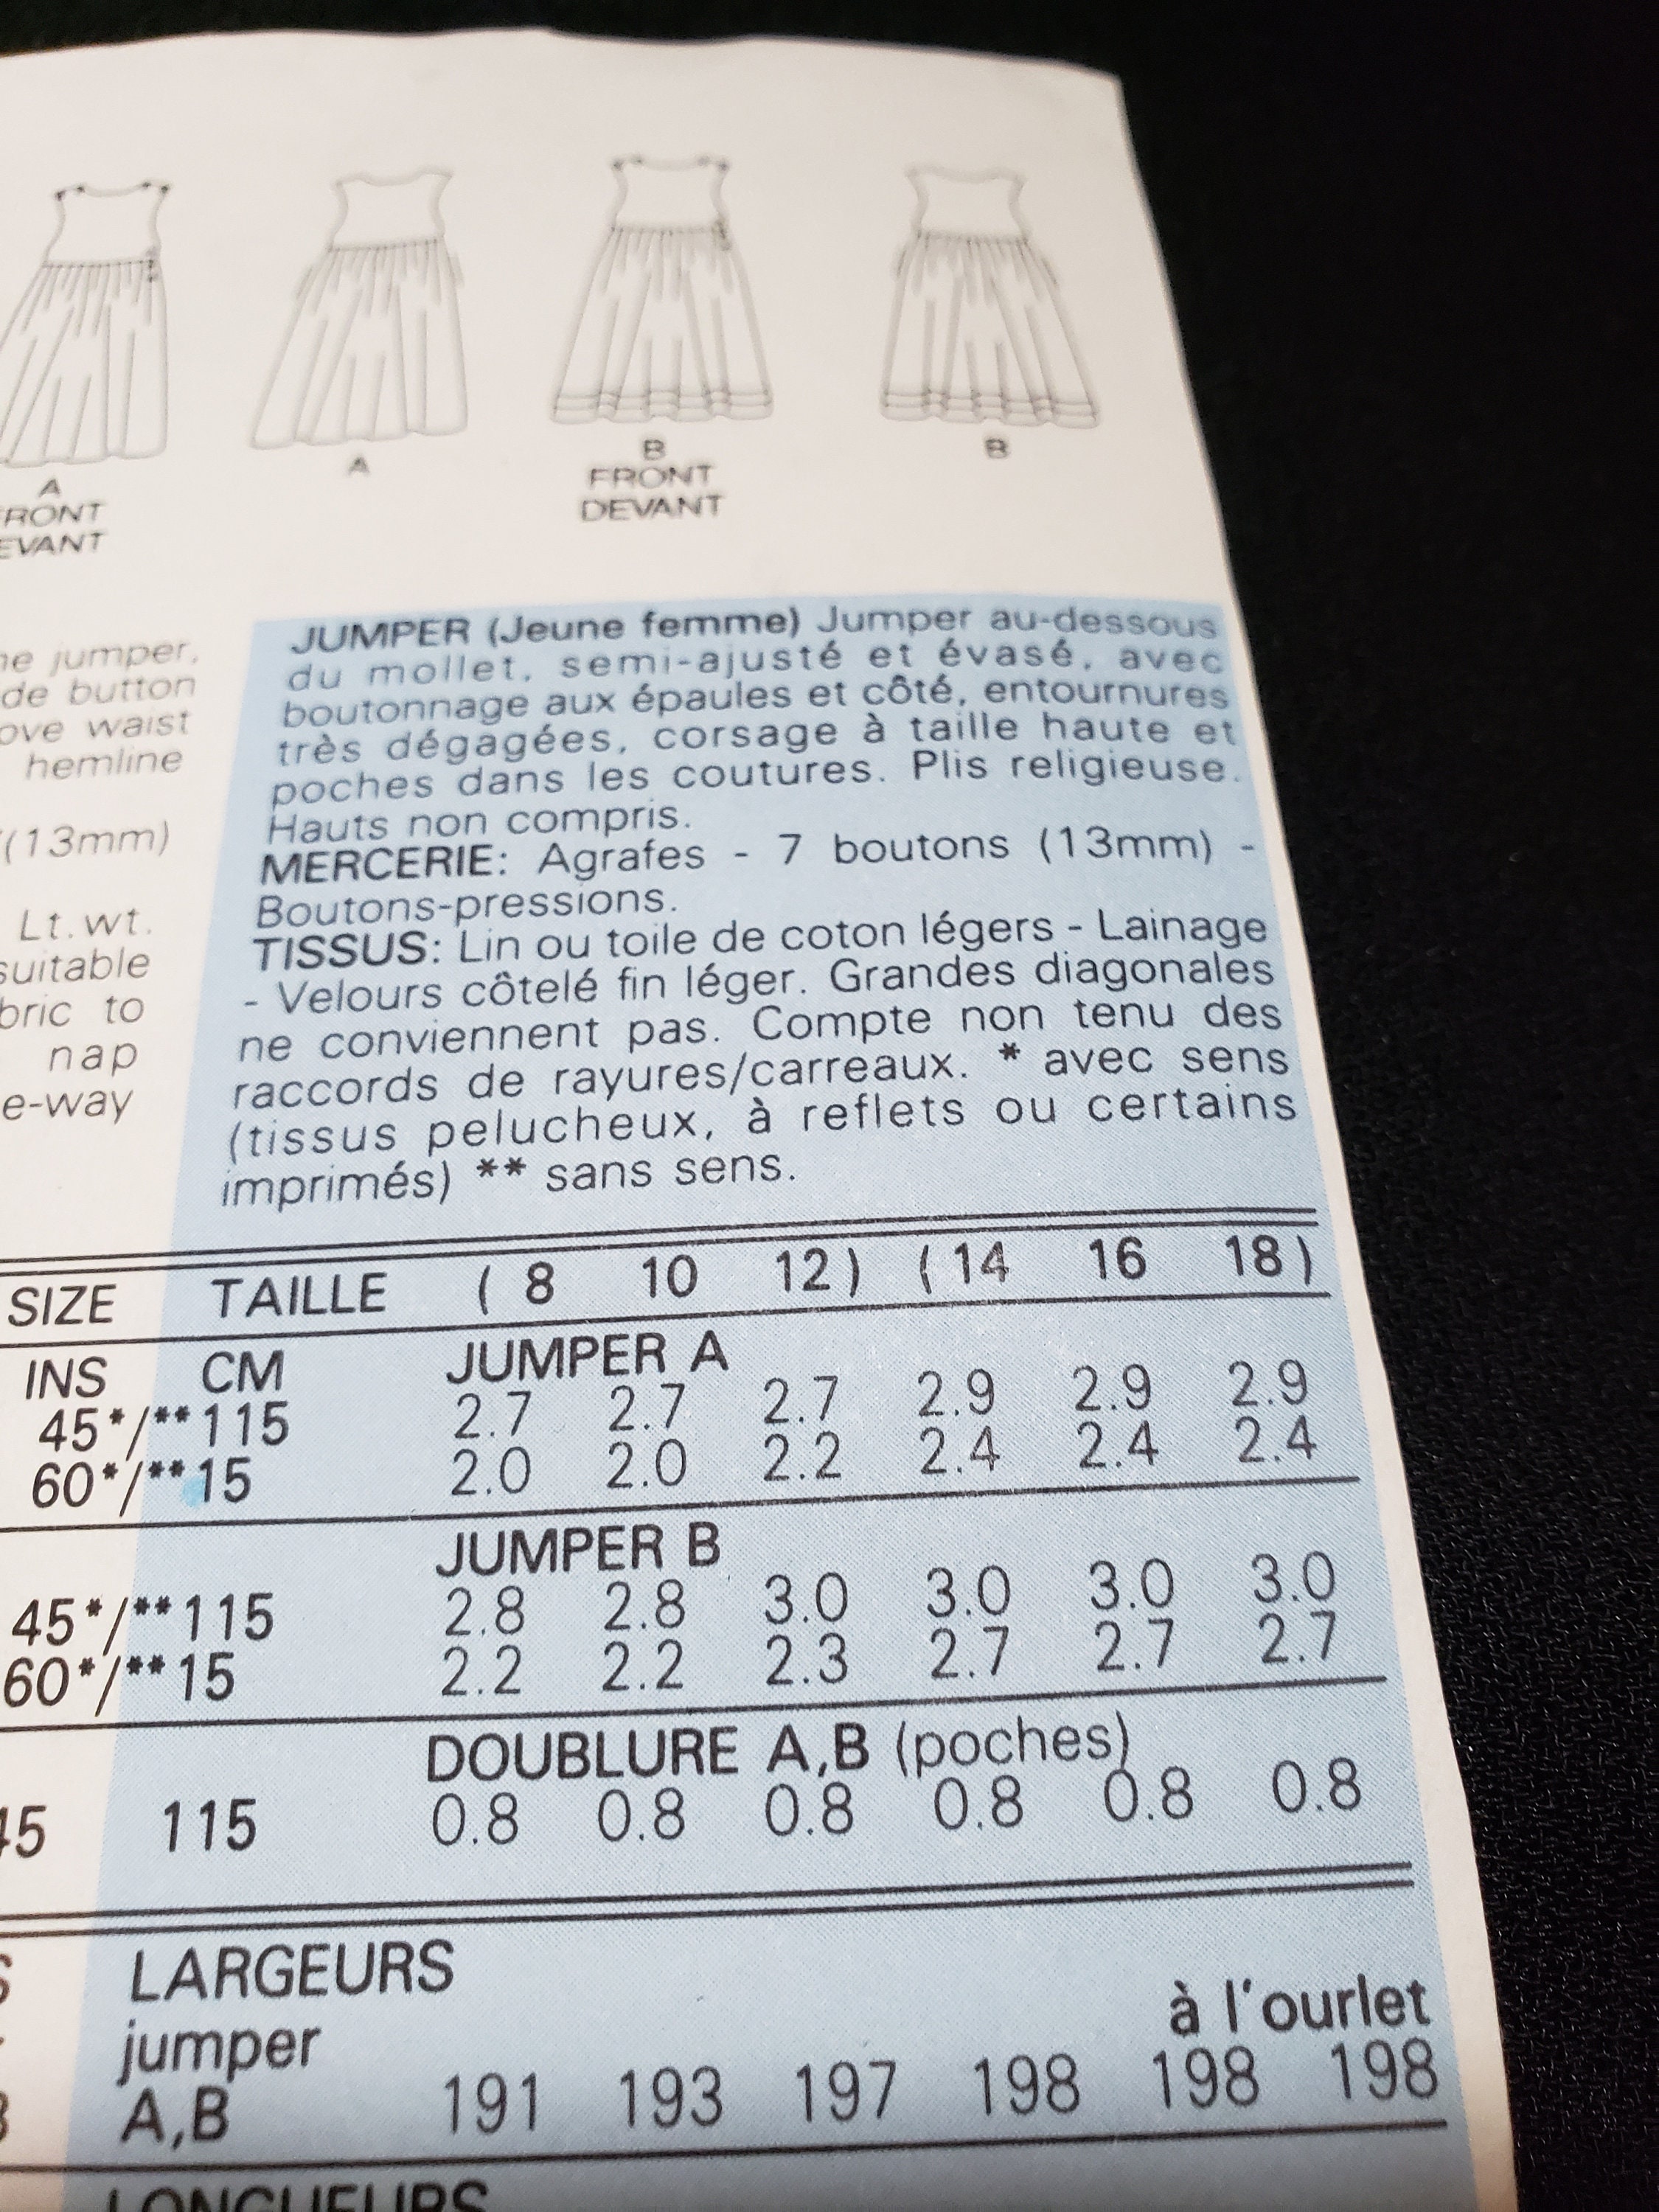 A
RONT
EVANT
A
B
FRONT
DEVANT
B
ne jumper,
de button
ove waist
hemline
(13mm)
Lt.wt.
suitable
bric to
nap
e-way
JUMPER (Jeune femme) Jumper au-dessous
du mollet, semi-ajusté et évasé, avec
boutonnage aux épaules et côté, entournures
très dégagées, corsage à taille haute et
poches dans les coutures. Plis religieuse.
Hauts non compris.
MERCERIE: Agrafes - 7 boutons (13mm) -
Boutons-pressions.
TISSUS: Lin ou toile de coton légers - Lainage
- Velours côtelé fin léger. Grandes diagonales
ne conviennent pas. Compte non tenu des
raccords de rayures/carreaux. * avec sens
(tissus pelucheux, à reflets ou certains
imprimés) ** sans sens.
SIZE TAILLE ( 8 10 12) (14 16 18)
INS CM JUMPER A
45*/**115 2.7 2.7 2.7 2.9 2.9 2.9
60*/**15 2.0 2.0 2.2 2.4 2.4 2.4
JUMPER B
45*/**115 2.8 2.8 3.0 3.0 3.0 3.0
60*/**15 2.2 2.2 2.3 2.7 2.7 2.7
DOUBLURE A,B (poches)
45 115 0.8 0.8 0.8 0.8 0.8 0.8
LARGEURS
à l'ourlet
jumper
A,B 191 193 197 198 198 198
LONGUEURS